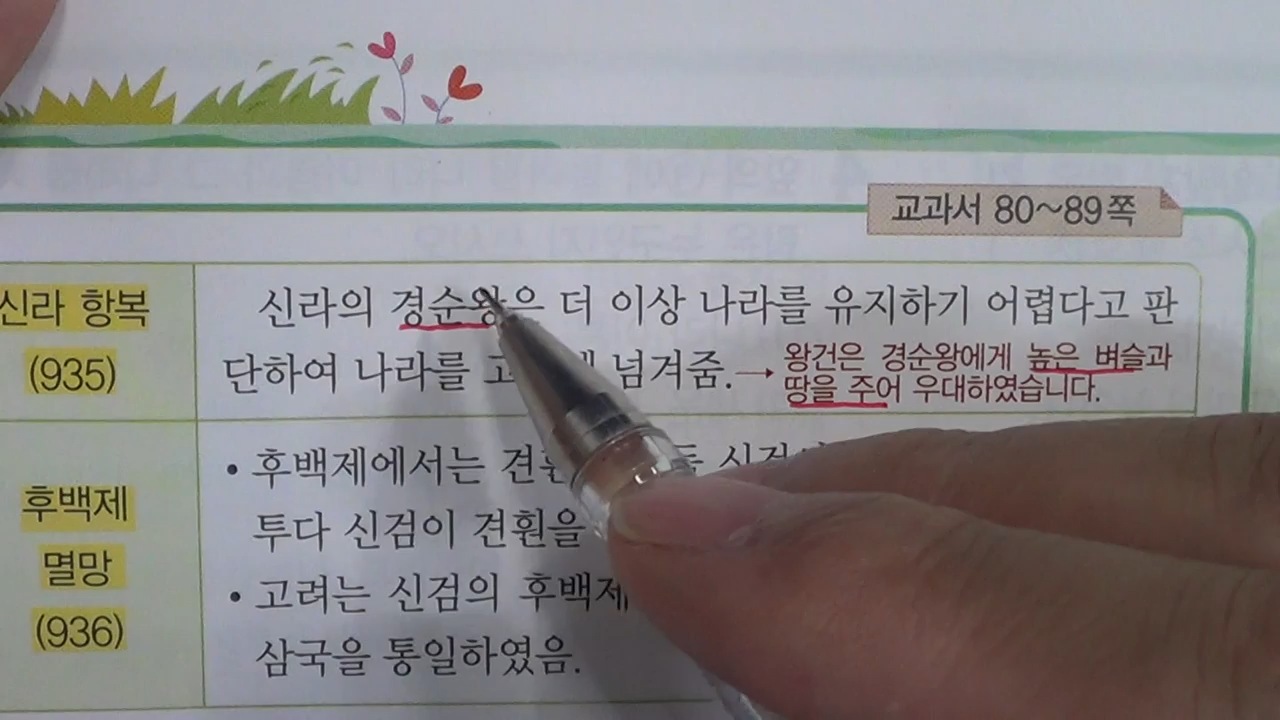 교과서 80~89쪽
신라 항복
(935)
신라의 경순왕은 더 이상 나라를 유지하기 어렵다고 판
단하여 나라를 넘겨줌. → 왕건은 경순왕에게 높은 벼슬과
땅을 주어 우대하였습니다.
후백제
멸망
(936)
• 후백제에서는
투다 신검이 견훤을
• 고려는 신검의 후백제
삼국을 통일하였음.